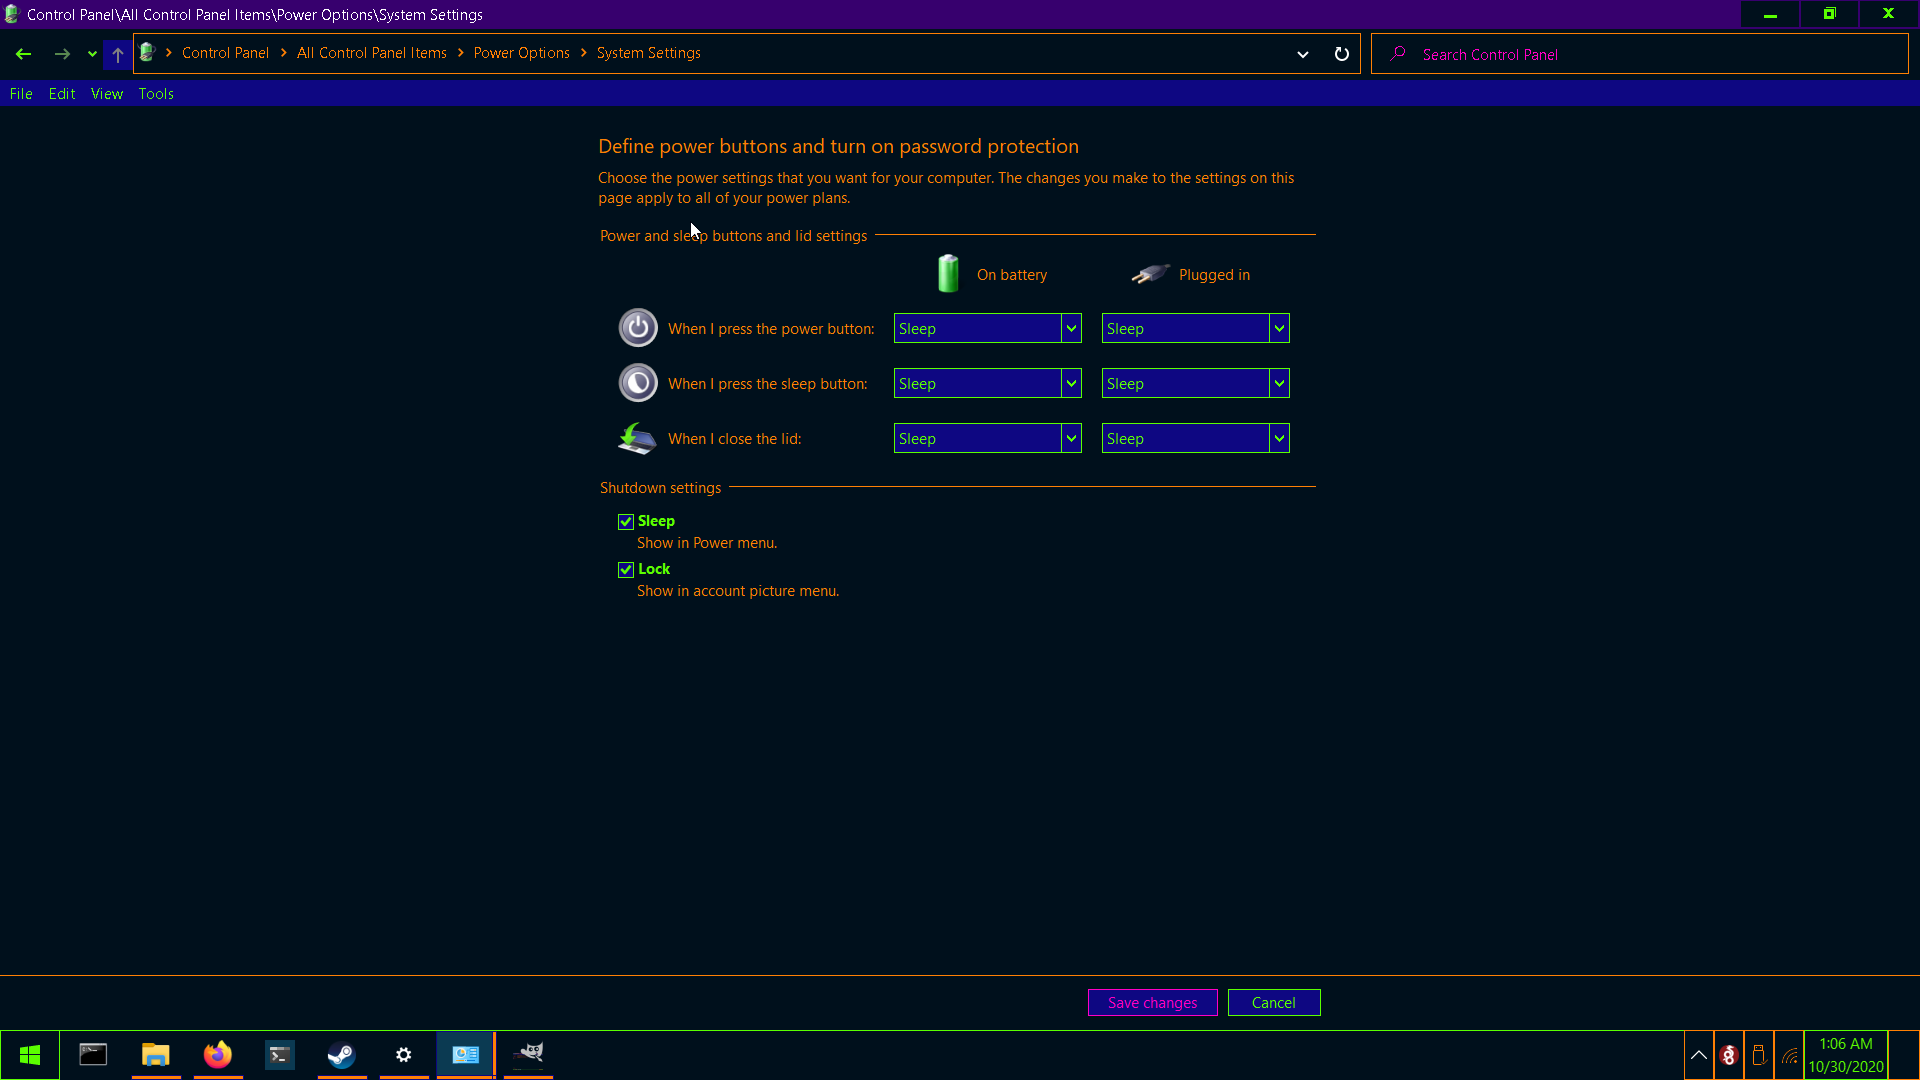 Control Panel\All Control Panel Items\Power Options\System Settings
Control Panel All Control Panel Items Power Options System Settings
Search Control Panel
File Edit View Tools
Define power buttons and turn on password protection
Choose the power settings that you want for your computer. The changes you make to the settings on this
page apply to all of your power plans.
Power and sleep buttons and lid settings
On battery Plugged in
When I press the power button: Sleep Sleep
When I press the sleep button: Sleep Sleep
When I close the lid: Sleep Sleep
Shutdown settings
Sleep
Show in Power menu.
Lock
Show in account picture menu.
Save changes Cancel
1:06 AM
10/30/2020